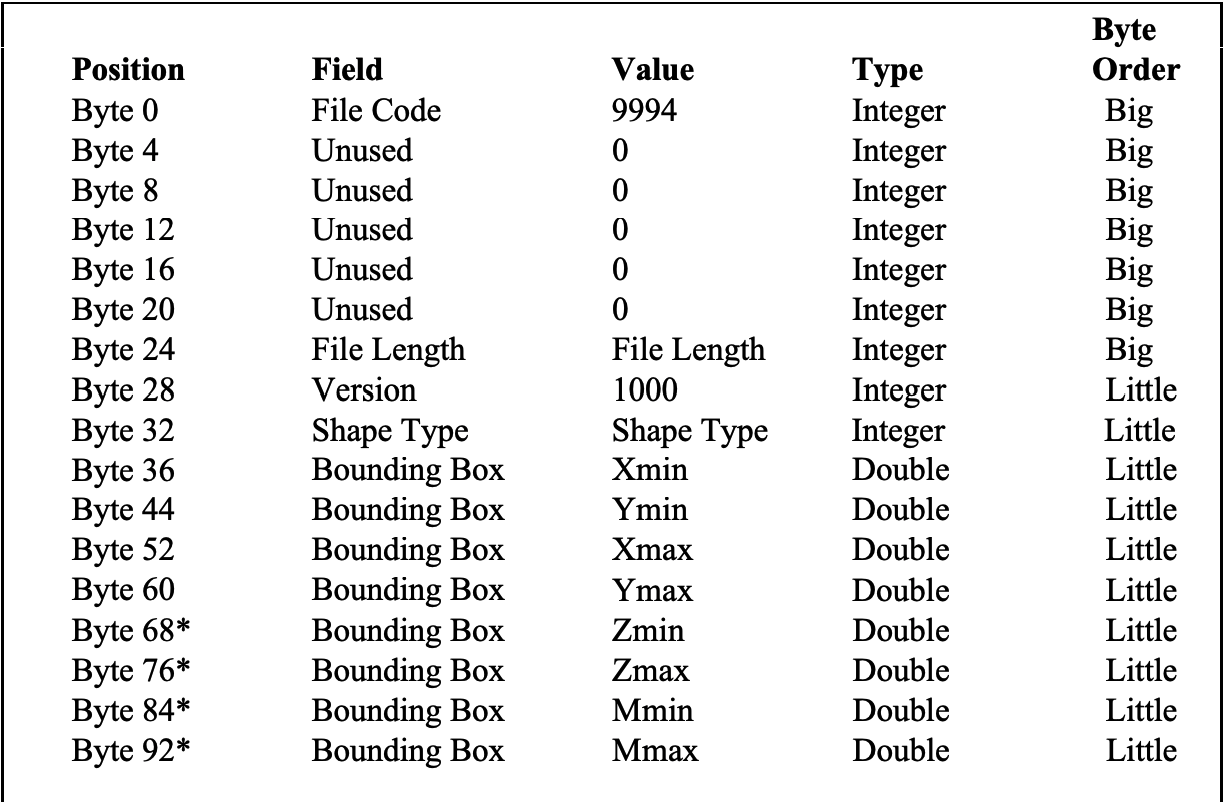 Byte
Position Field Value Type Order
Byte 0 File Code 9994 Integer Big
Byte 4 Unused 0 Integer Big
Byte 8 Unused 0 Integer Big
Byte 12 Unused 0 Integer Big
Byte 16 Unused 0 Integer Big
Byte 20 Unused 0 Integer Big
Byte 24 File Length File Length Integer Big
Byte 28 Version 1000 Integer Little
Byte 32 Shape Type Shape Type Integer Little
Byte 36 Bounding Box Xmin Double Little
Byte 44 Bounding Box Ymin Double Little
Byte 52 Bounding Box Xmax Double Little
Byte 60 Bounding Box Ymax Double Little
Byte 68* Bounding Box Zmin Double Little
Byte 76* Bounding Box Zmax Double Little
Byte 84* Bounding Box Mmin Double Little
Byte 92* Bounding Box Mmax Double Little